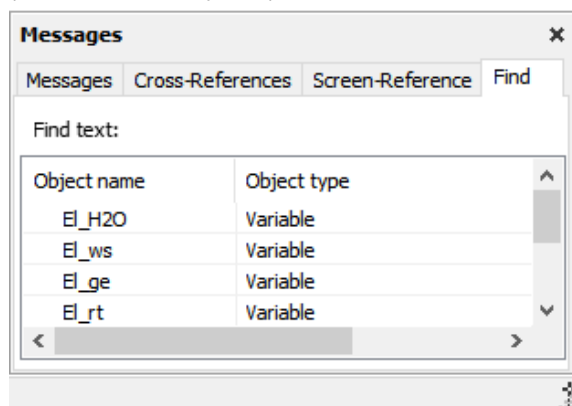 Messages
Messages Cross-References Screen-Reference Find
Find text:
Object name Object type
El_H2O Variable
El_ws Variable
El_ge Variable
El_rt Variable